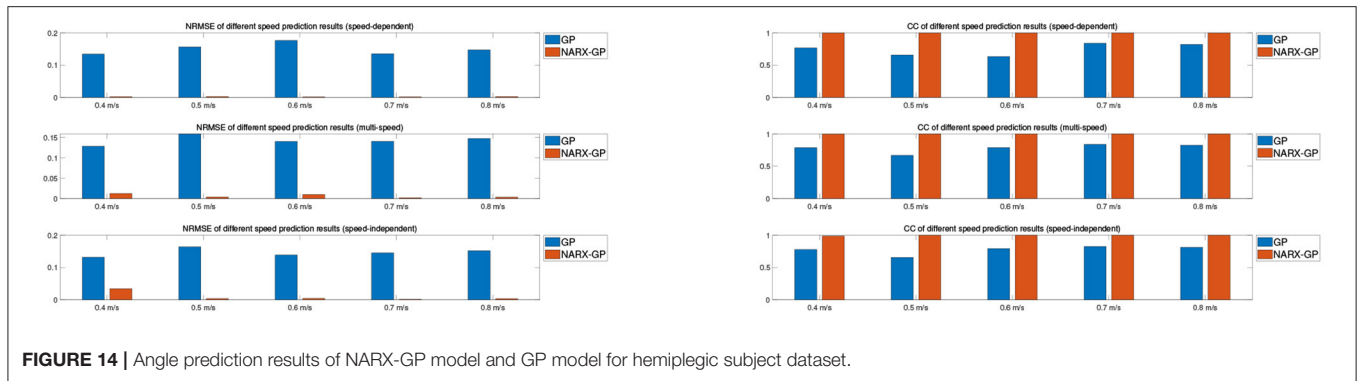 NRMSE of different speed prediction results (speed-dependent)
0.2
0.1
0
0.4 m/s 0.5 m/s 0.6 m/s 0.7 m/s 0.8 m/s
GP
NARX-GP
NRMSE of different speed prediction results (multi-speed)
0.15
0.1
0.05
0
0.4 m/s 0.5 m/s 0.6 m/s 0.7 m/s 0.8 m/s
GP
NARX-GP
NRMSE of different speed prediction results (speed-independent)
0.2
0.1
0
0.4 m/s 0.5 m/s 0.6 m/s 0.7 m/s 0.8 m/s
GP
NARX-GP
CC of different speed prediction results (speed-dependent)
1
0.5
0
0.4 m/s 0.5 m/s 0.6 m/s 0.7 m/s 0.8 m/s
GP
NARX-GP
CC of different speed prediction results (multi-speed)
1
0.5
0
0.4 m/s 0.5 m/s 0.6 m/s 0.7 m/s 0.8 m/s
GP
NARX-GP
CC of different speed prediction results (speed-independent)
1
0.5
0
0.4 m/s 0.5 m/s 0.6 m/s 0.7 m/s 0.8 m/s
GP
NARX-GP
FIGURE 14 | Angle prediction results of NARX-GP model and GP model for hemiplegic subject dataset.